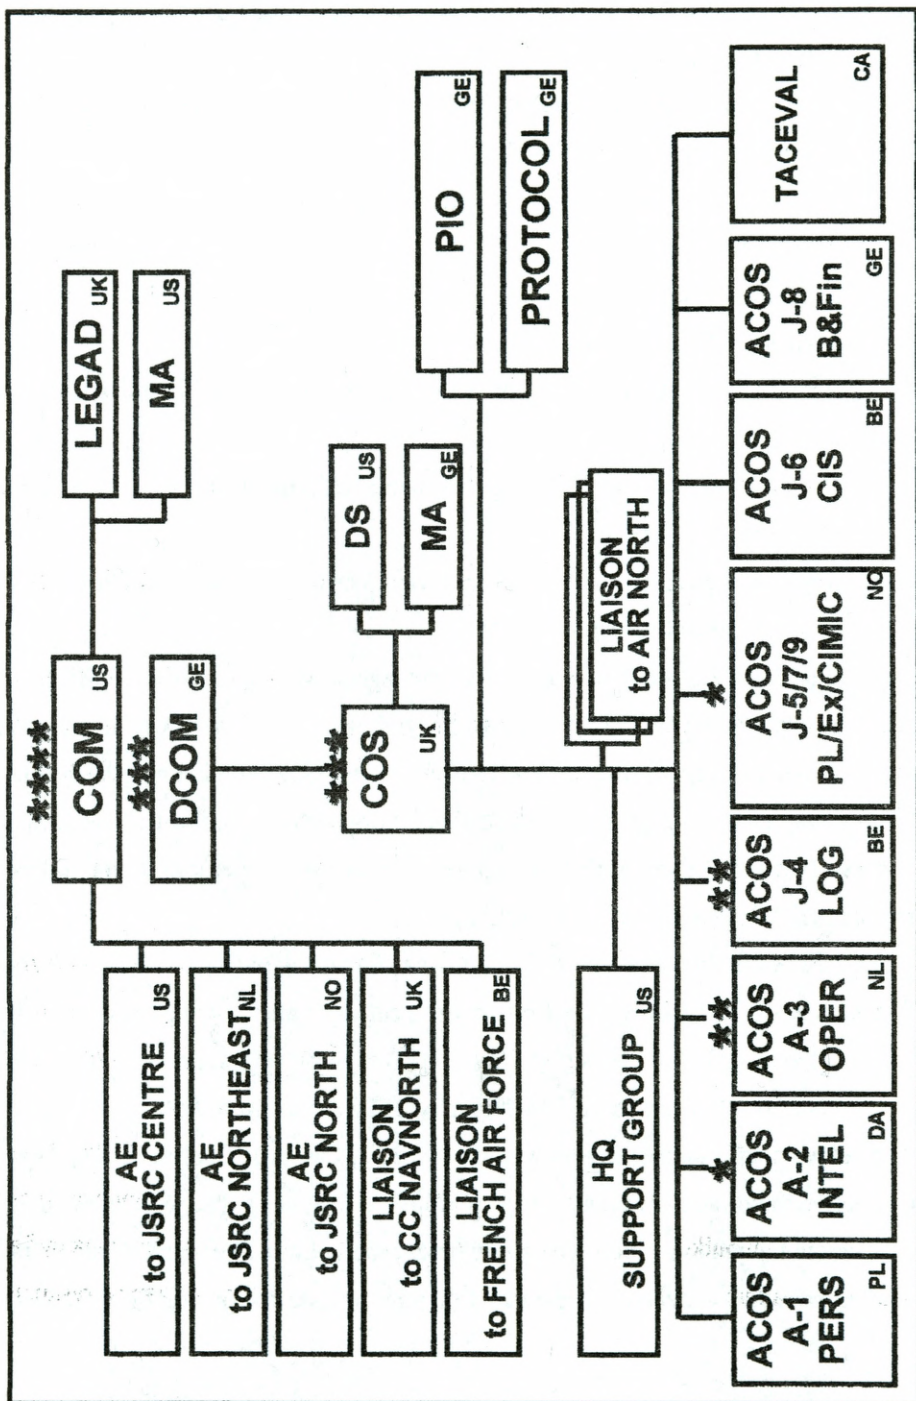 ****
COM
US
***
DCOM
GE
LEGAD
UK
MA
US
AE
to JSRC CENTRE
US
AE
to JSRC NORTHEAST
NL
AE
to JSRC NORTH
NO
LIAISON
to CC NAVNORTH
UK
LIAISON
to FRENCH AIR FORCE
BE
***
COS
UK
DS
US
MA
GE
PIO
GE
PROTOCOL
GE
HQ
SUPPORT GROUP
US
LIAISON
to AIR NORTH
ACOS
A-1
PERS
PL
*
ACOS
A-2
INTEL
DA
**
ACOS
A-3
OPER
NL
**
ACOS
J-4
LOG
BE
*
ACOS
J-5/7/9
PL/Ex/CIMIC
NO
ACOS
J-6
CIS
BE
ACOS
J-8
B&Fin
GE
TACEVAL
CA